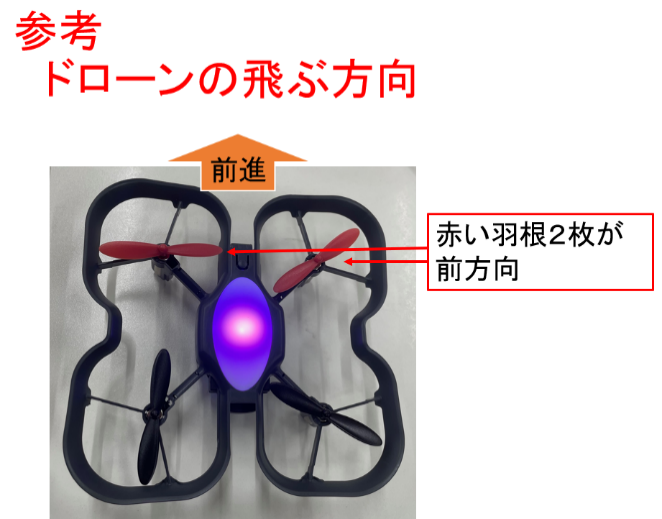 参考
ドローンの飛ぶ方向
前進
赤い羽根２枚が
前方向